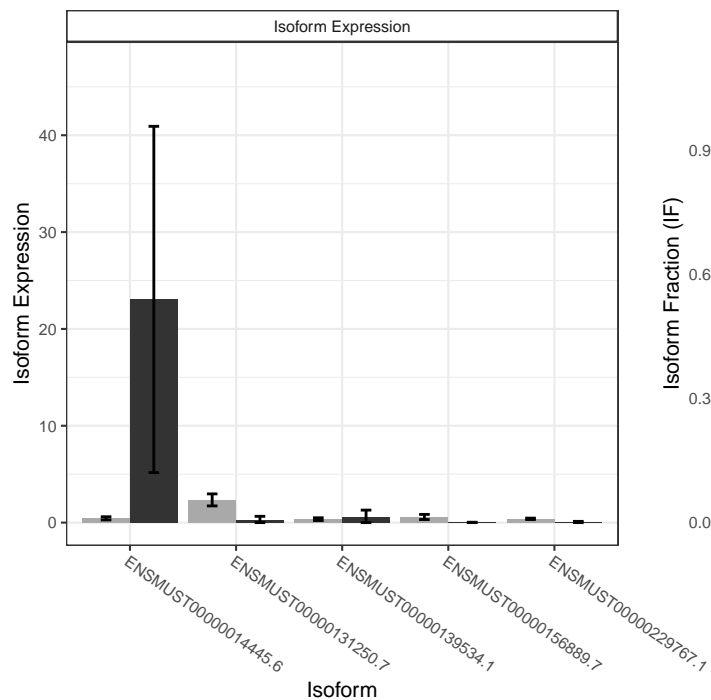 Isoform Expression
Isoform Expression
40
30
20
10
0
ENSMUST00000014445.6
ENSMUST00000131250.7
ENSMUST00000139534.1
ENSMUST00000156889.7
ENSMUST00000229767.1
Isoform
Isoform Fraction (IF)
0.9
0.6
0.3
0.0